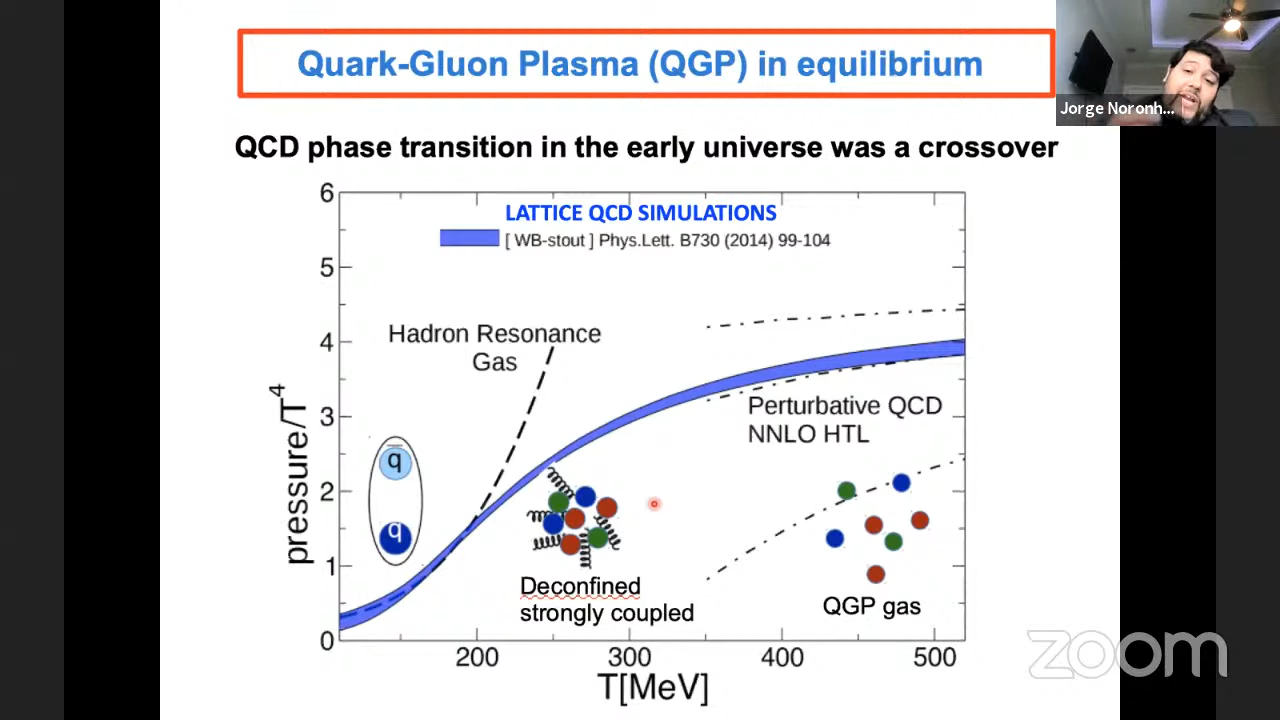 Quark-Gluon Plasma (QGP) in equilibrium
Jorge Noronh...
QCD phase transition in the early universe was a crossover
LATTICE QCD SIMULATIONS
[ WB-stout ] Phys.Lett. B730 (2014) 99-104
6
5
4
3
2
1
0
pressure/T⁴
Hadron Resonance
Gas
Perturbative QCD
NNLO HTL
q̅
q
Deconfined
strongly coupled
QGP gas
200
300
400
500
T[MeV]
zoom